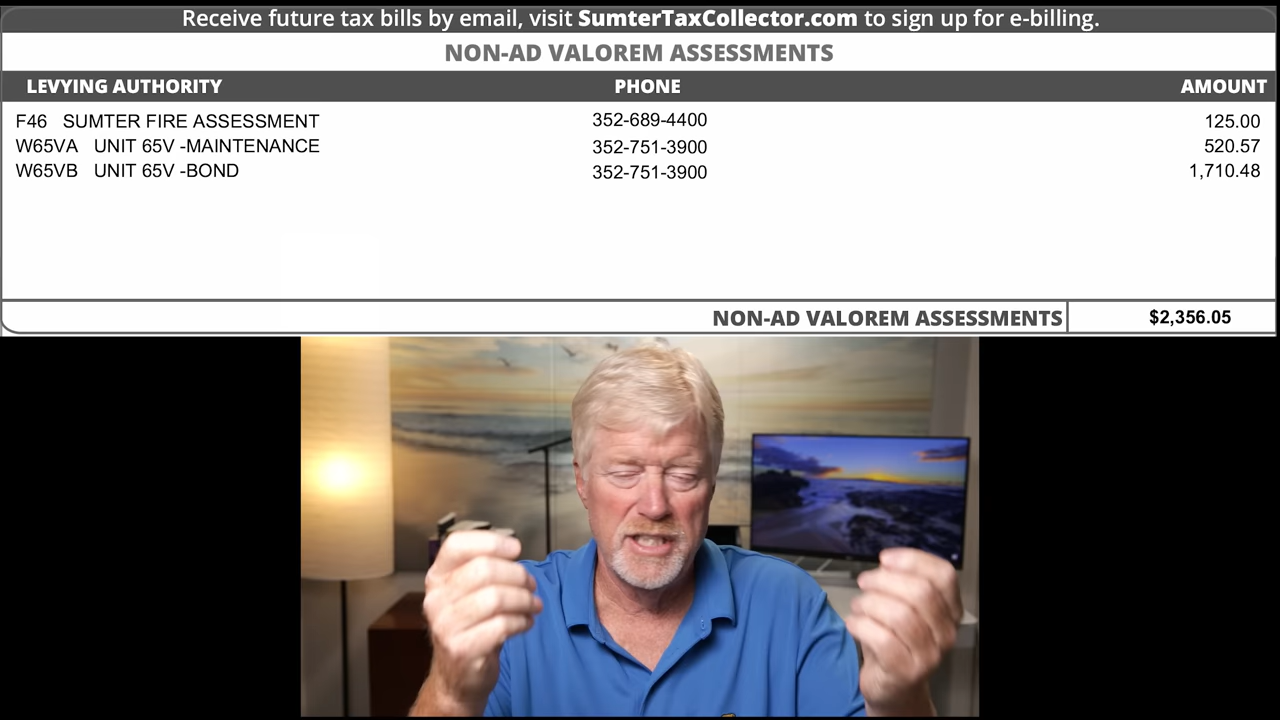 Receive future tax bills by email, visit SumterTaxCollector.com to sign up for e-billing.
NON-AD VALOREM ASSESSMENTS
LEVYING AUTHORITY PHONE AMOUNT
F46 SUMTER FIRE ASSESSMENT 352-689-4400 125.00
W65VA UNIT 65V -MAINTENANCE 352-751-3900 520.57
W65VB UNIT 65V -BOND 352-751-3900 1,710.48
NON-AD VALOREM ASSESSMENTS $2,356.05